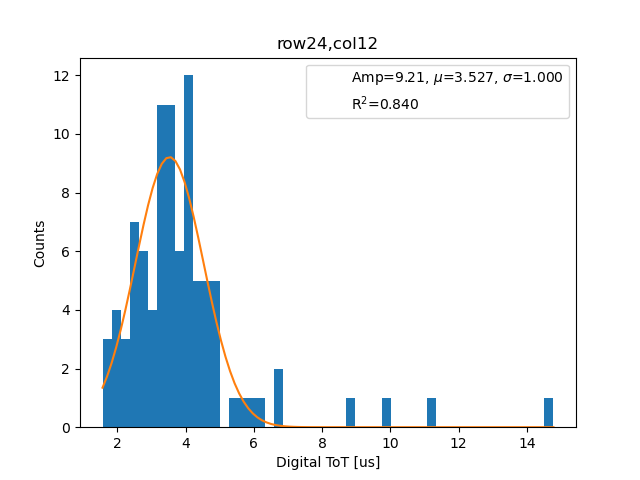 row24,col12
Amp=9.21, μ=3.527, σ=1.000
R²=0.840
Counts
12
10
8
6
4
2
0
2 4 6 8 10 12 14
Digital ToT [us]